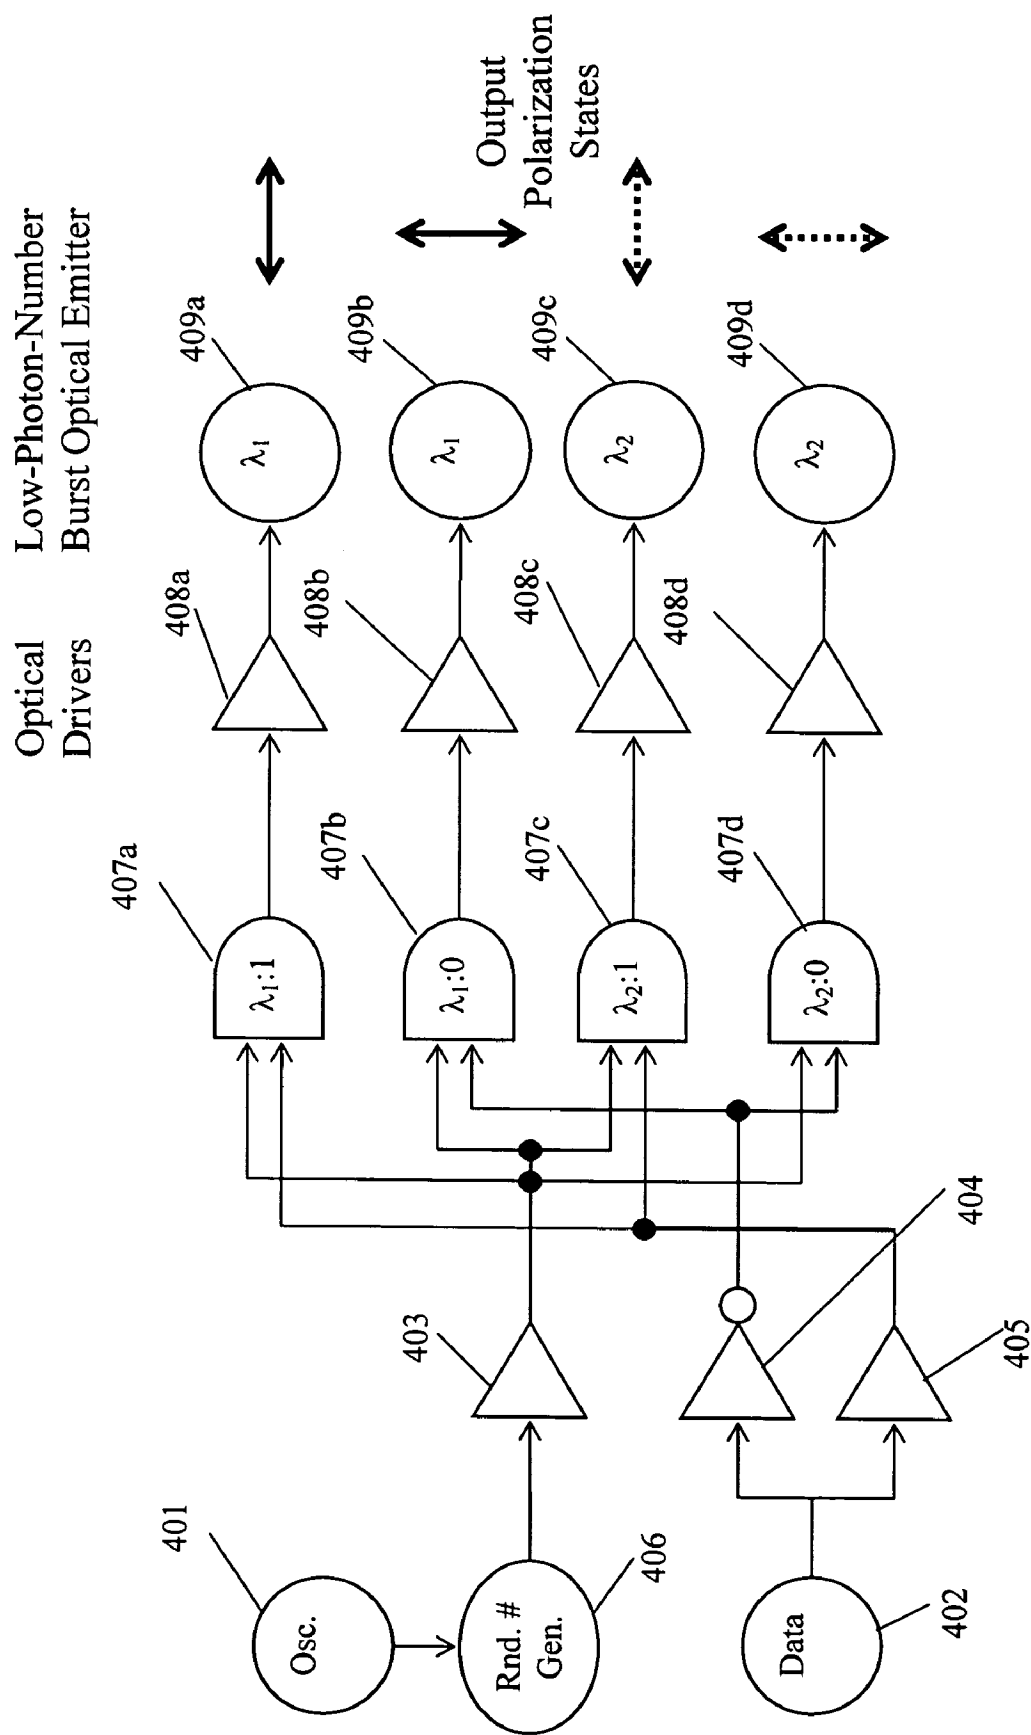 Optical
Drivers
Low-Photon-Number
Burst Optical Emitter
401
Osc.
Rnd. #
Gen.
406
Data
402
403
404
405
407a
λ₁:1
407b
λ₁:0
407c
λ₂:1
407d
λ₂:0
408a
408b
408c
408d
409a
λ₁
409b
λ₁
409c
λ₂
409d
λ₂
Output
Polarization
States